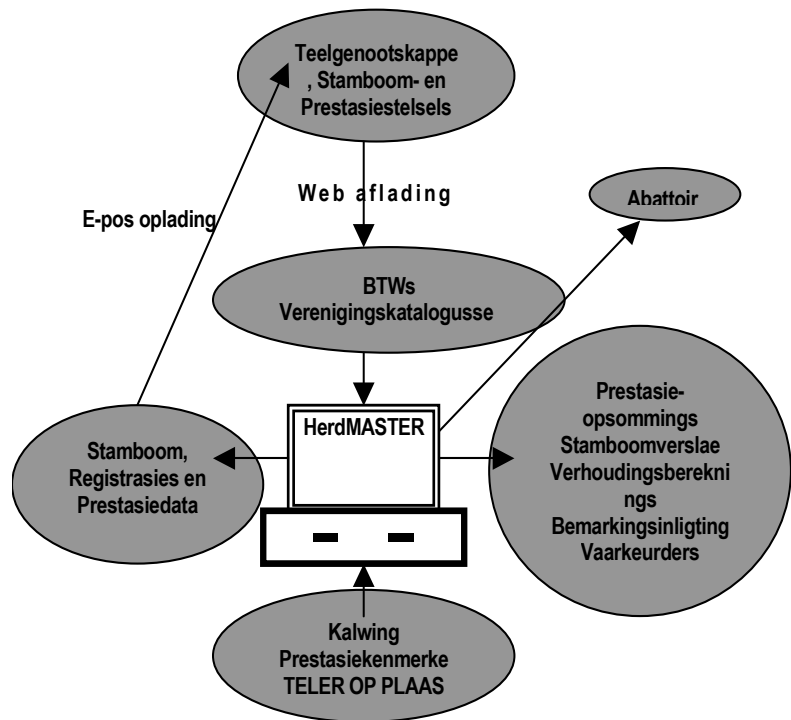 Teelgenootskappe
, Stamboom- en
Prestasiestelsels
Web aflading
Abattoir
E-pos oplading
BTWs
Verenigingskatalogusse
HerdMASTER
Stamboom,
Registrasies en
Prestasiedata
Prestasie-
opsommings
Stamboomverslae
Verhoudingsberekni
ngs
Bemarkingsinligting
Vaarkeurders
Kalwing
Prestasiekenmerke
TELER OP PLAAS